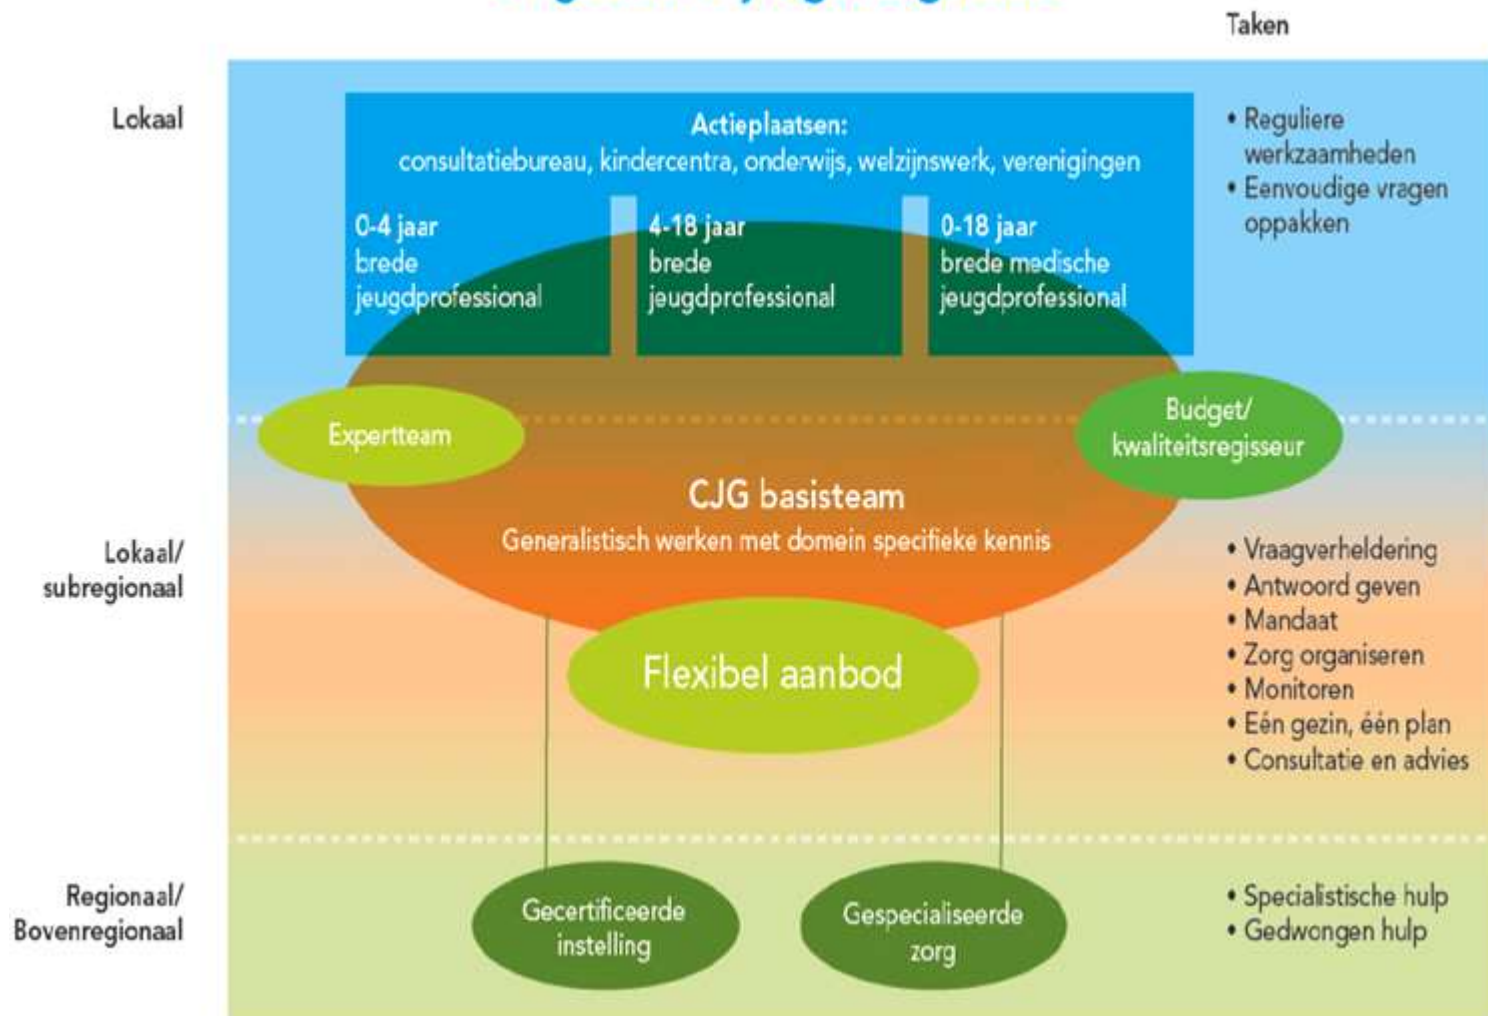 Taken
Lokaal
Actieplaatsen:
consultatiebureau, kindercentra, onderwijs, welzijnswerk, verenigingen
0-4 jaar
brede
jeugdprofessional
4-18 jaar
brede
jeugdprofessional
0-18 jaar
brede medische
jeugdprofessional
• Reguliere
werkzaamheden
• Eenvoudige vragen
oppakken
Expertteam
Budget/
kwaliteitsregisseur
CJG basisteam
Generalistisch werken met domein specifieke kennis
Lokaal/
subregionaal
Flexibel aanbod
• Vraagverheldering
• Antwoord geven
• Mandaat
• Zorg organiseren
• Monitoren
• Eén gezin, één plan
• Consultatie en advies
Regionaal/
Bovenregionaal
Gecertificeerde
instelling
Gespecialiseerde
zorg
• Specialistische hulp
• Gedwongen hulp